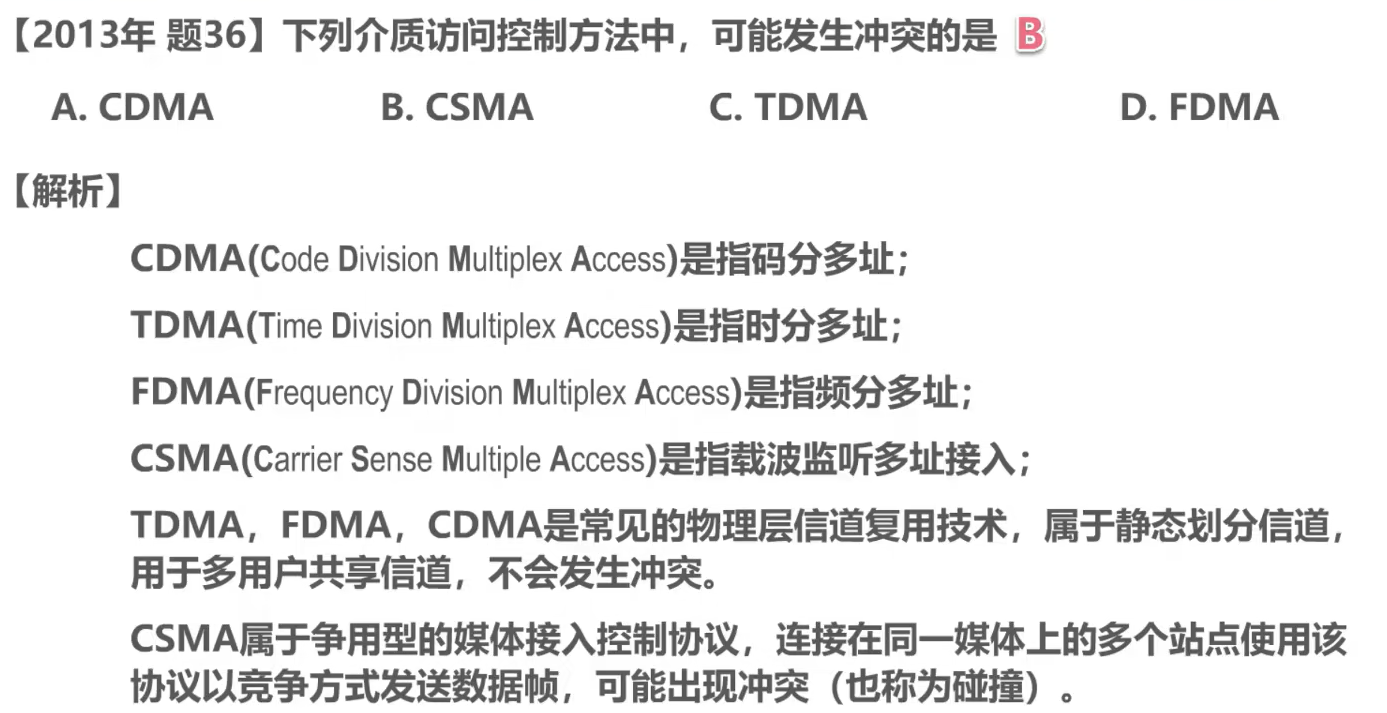 【2013年 题36】下列介质访问控制方法中，可能发生冲突的是 B
A. CDMA B. CSMA C. TDMA D. FDMA
【解析】
CDMA(Code Division Multiplex Access)是指码分多址；
TDMA(Time Division Multiplex Access)是指时分多址；
FDMA(Frequency Division Multiplex Access)是指频分多址；
CSMA(Carrier Sense Multiple Access)是指载波监听多址接入；
TDMA，FDMA，CDMA是常见的物理层信道复用技术，属于静态划分信道，
用于多用户共享信道，不会发生冲突。
CSMA属于争用型的媒体接入控制协议，连接在同一媒体上的多个站点使用该
协议以竞争方式发送数据帧，可能出现冲突（也称为碰撞）。